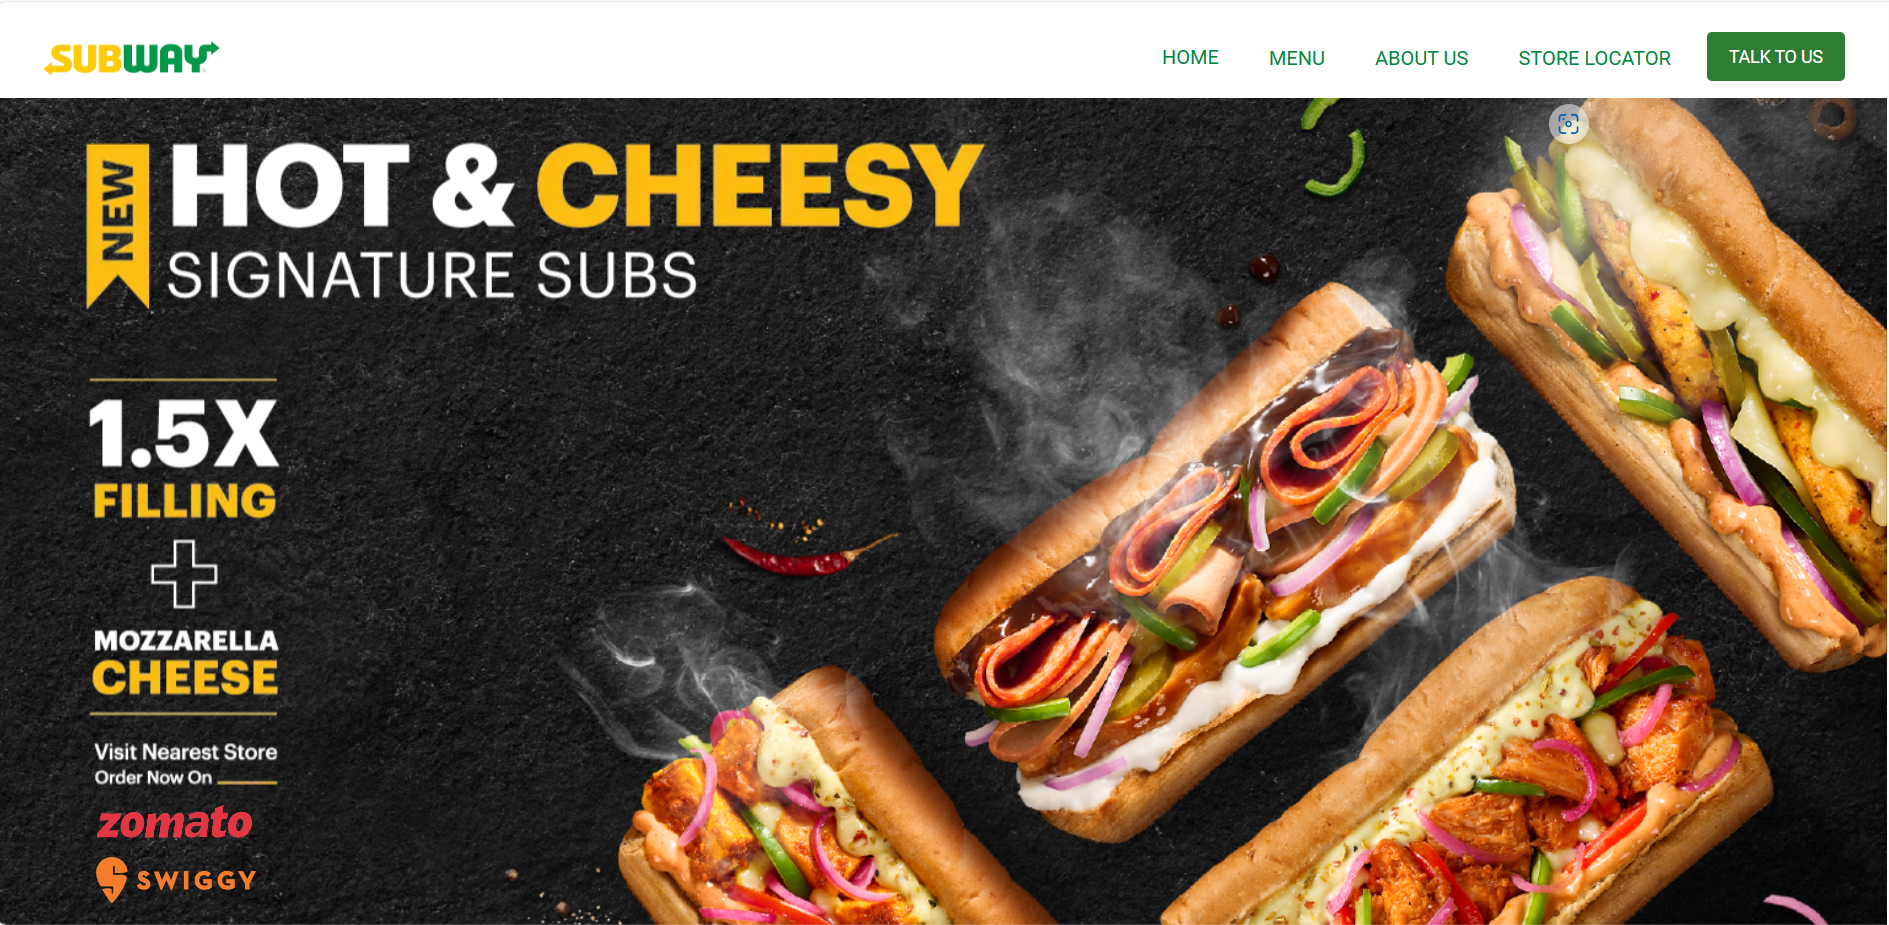 SUBWAY
HOME
MENU
ABOUT US
STORE LOCATOR
TALK TO US
NEW
HOT & CHEESY
SIGNATURE SUBS
1.5X
FILLING
MOZZARELLA
CHEESE
Visit Nearest Store
Order Now On
zomato
SWIGGY